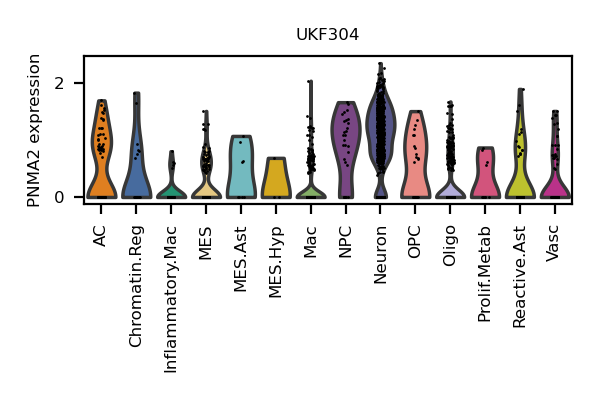 UKF304
PNMA2 expression
2
0
AC
Chromatin.Reg
Inflammatory.Mac
MES
MES.Ast
MES.Hyp
Mac
NPC
Neuron
OPC
Oligo
Prolif.Metab
Reactive.Ast
Vasc